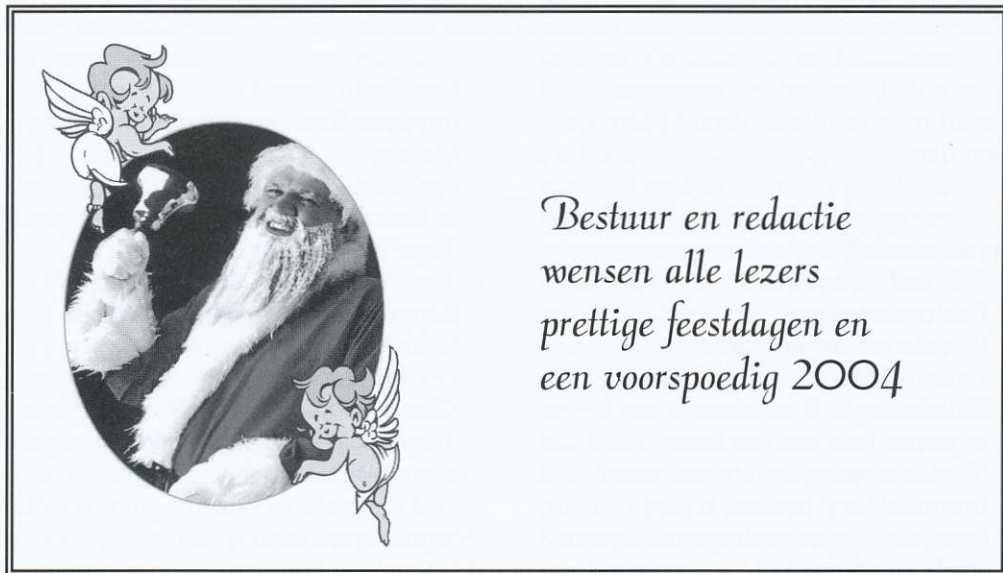 Bestuur en redactie
wensen alle lezers
prettige feestdagen en
een voorspoedig 2004